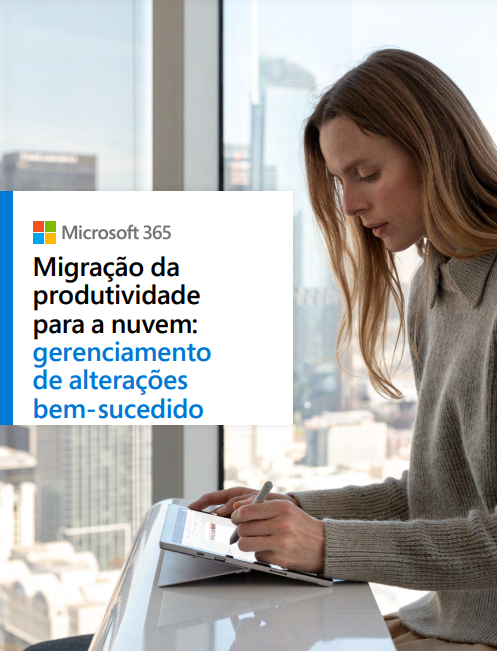 Microsoft 365
Migração da
produtividade
para a nuvem:
gerenciamento
de alterações
bem-sucedido